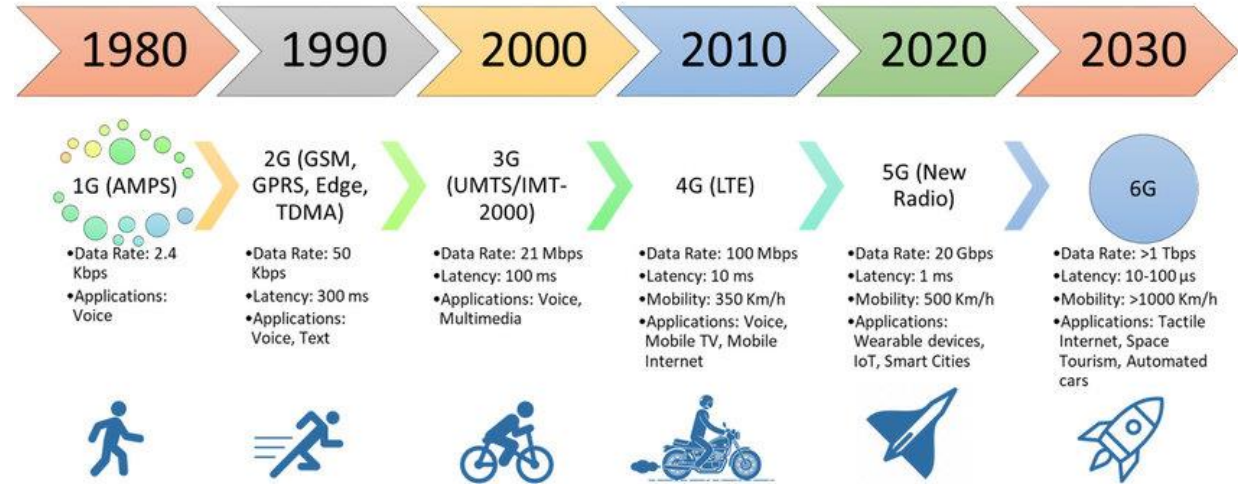 1980
1990
2000
2010
2020
2030
1G (AMPS)
•Data Rate: 2.4
Kbps
•Applications:
Voice
2G (GSM,
GPRS, Edge,
TDMA)
•Data Rate: 50
Kbps
•Latency: 300 ms
•Applications:
Voice, Text
3G
(UMTS/IMT-
2000)
•Data Rate: 21 Mbps
•Latency: 100 ms
•Applications: Voice,
Multimedia
4G (LTE)
•Data Rate: 100 Mbps
•Latency: 10 ms
•Mobility: 350 Km/h
•Applications: Voice,
Mobile TV, Mobile
Internet
5G (New
Radio)
•Data Rate: 20 Gbps
•Latency: 1 ms
•Mobility: 500 Km/h
•Applications:
Wearable devices,
IoT, Smart Cities
6G
•Data Rate: >1 Tbps
•Latency: 10-100 µs
•Mobility: >1000 Km/h
•Applications: Tactile
Internet, Space
Tourism, Automated
cars